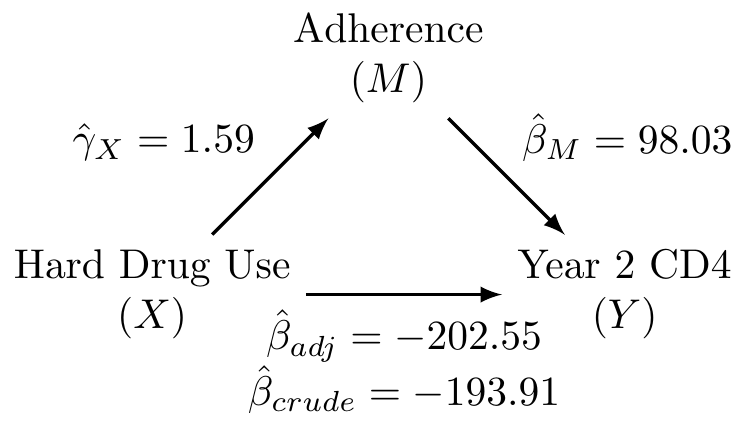 Adherence
(M)
γ̂_X = 1.59
β̂_M = 98.03
Hard Drug Use
(X)
Year 2 CD4
(Y)
β̂_adj = −202.55
β̂_crude = −193.91